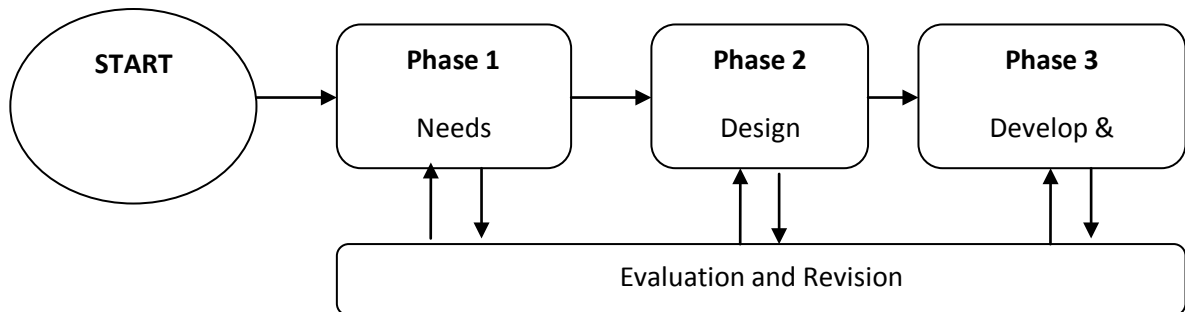 START
Phase 1
Needs
Phase 2
Design
Phase 3
Develop &
Evaluation and Revision